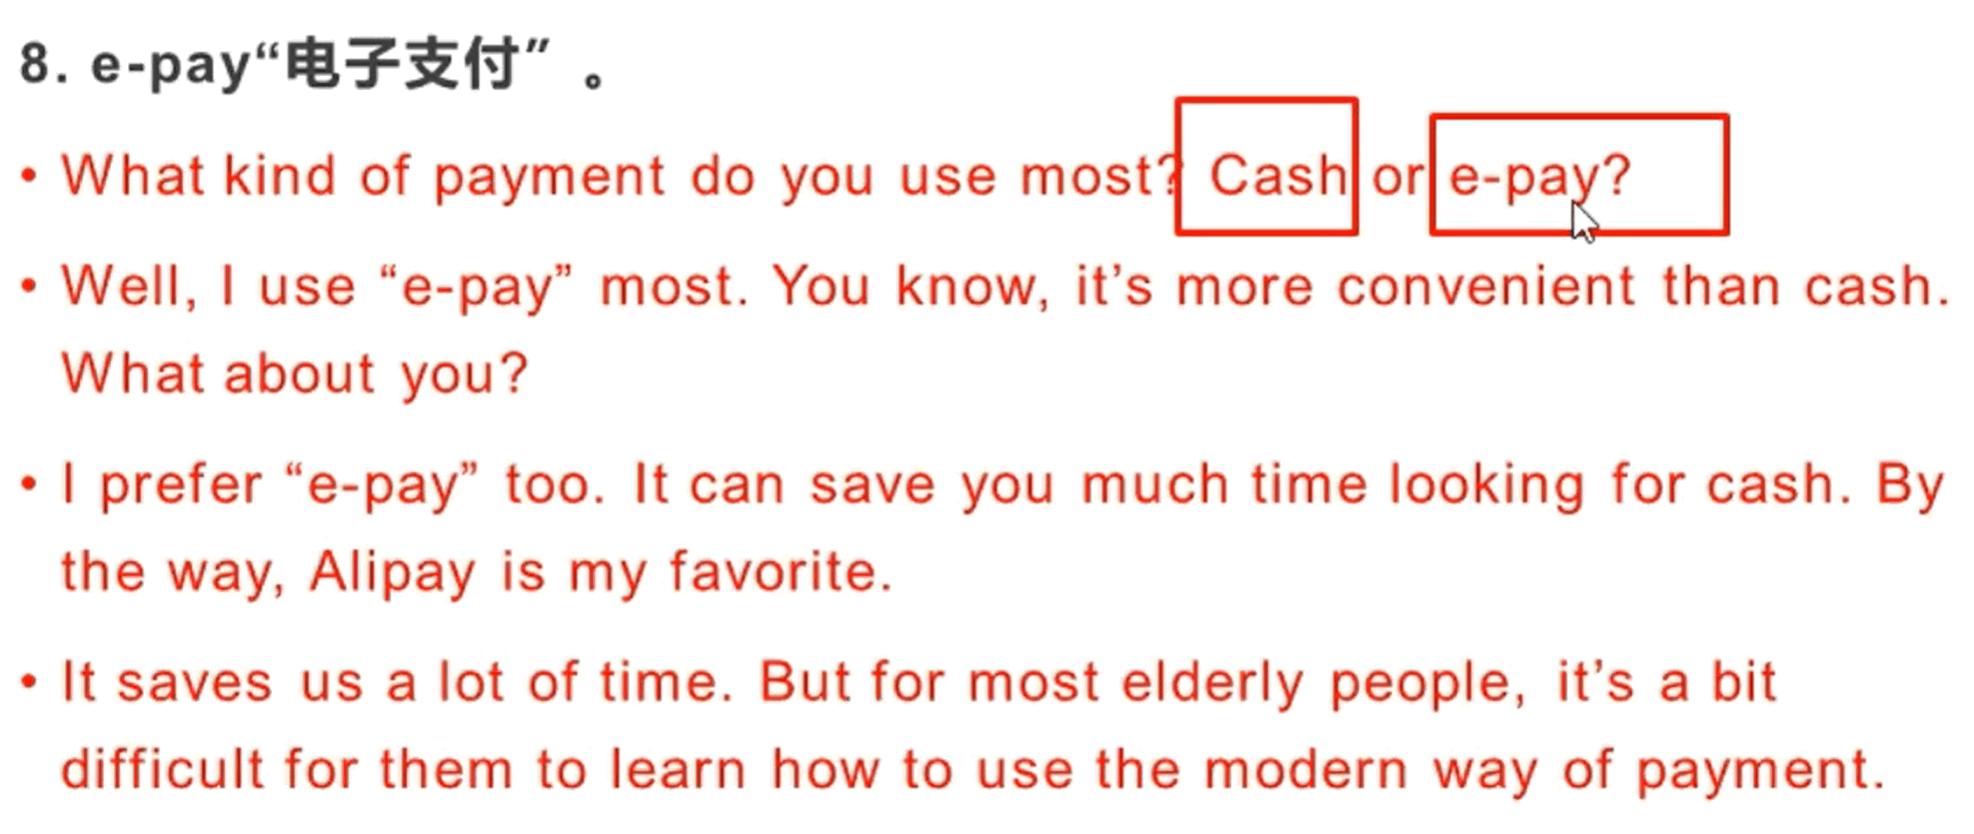 8. e-pay“电子支付” 。
• What kind of payment do you use most? Cash or e-pay?
• Well, I use “e-pay” most. You know, it’s more convenient than cash.
What about you?
• I prefer “e-pay” too. It can save you much time looking for cash. By
the way, Alipay is my favorite.
• It saves us a lot of time. But for most elderly people, it’s a bit
difficult for them to learn how to use the modern way of payment.